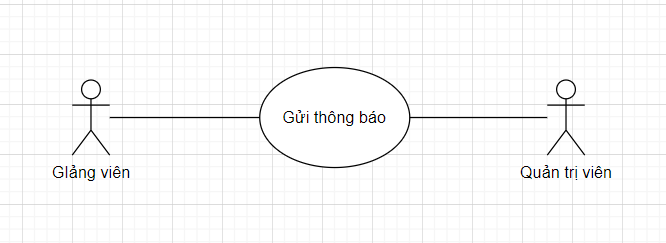 Gửi thông báo
GIảng viên
Quản trị viên